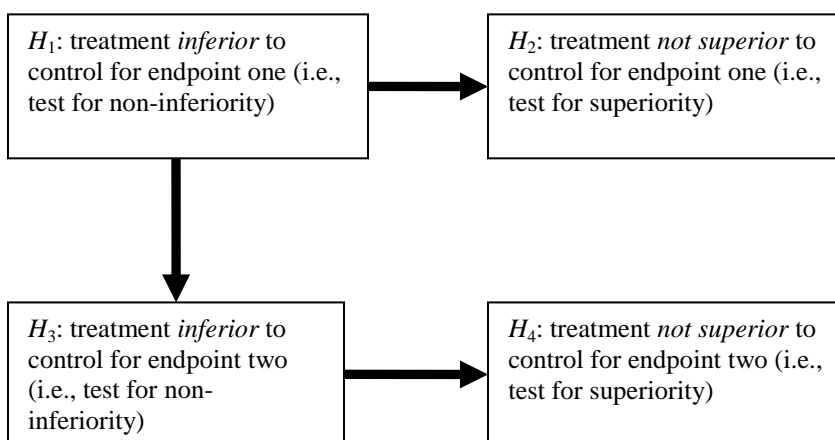 H1: treatment inferior to
control for endpoint one (i.e.,
test for non-inferiority)
H2: treatment not superior to
control for endpoint one (i.e.,
test for superiority)
H3: treatment inferior to
control for endpoint two
(i.e., test for non-
inferiority)
H4: treatment not superior to
control for endpoint two (i.e.,
test for superiority)